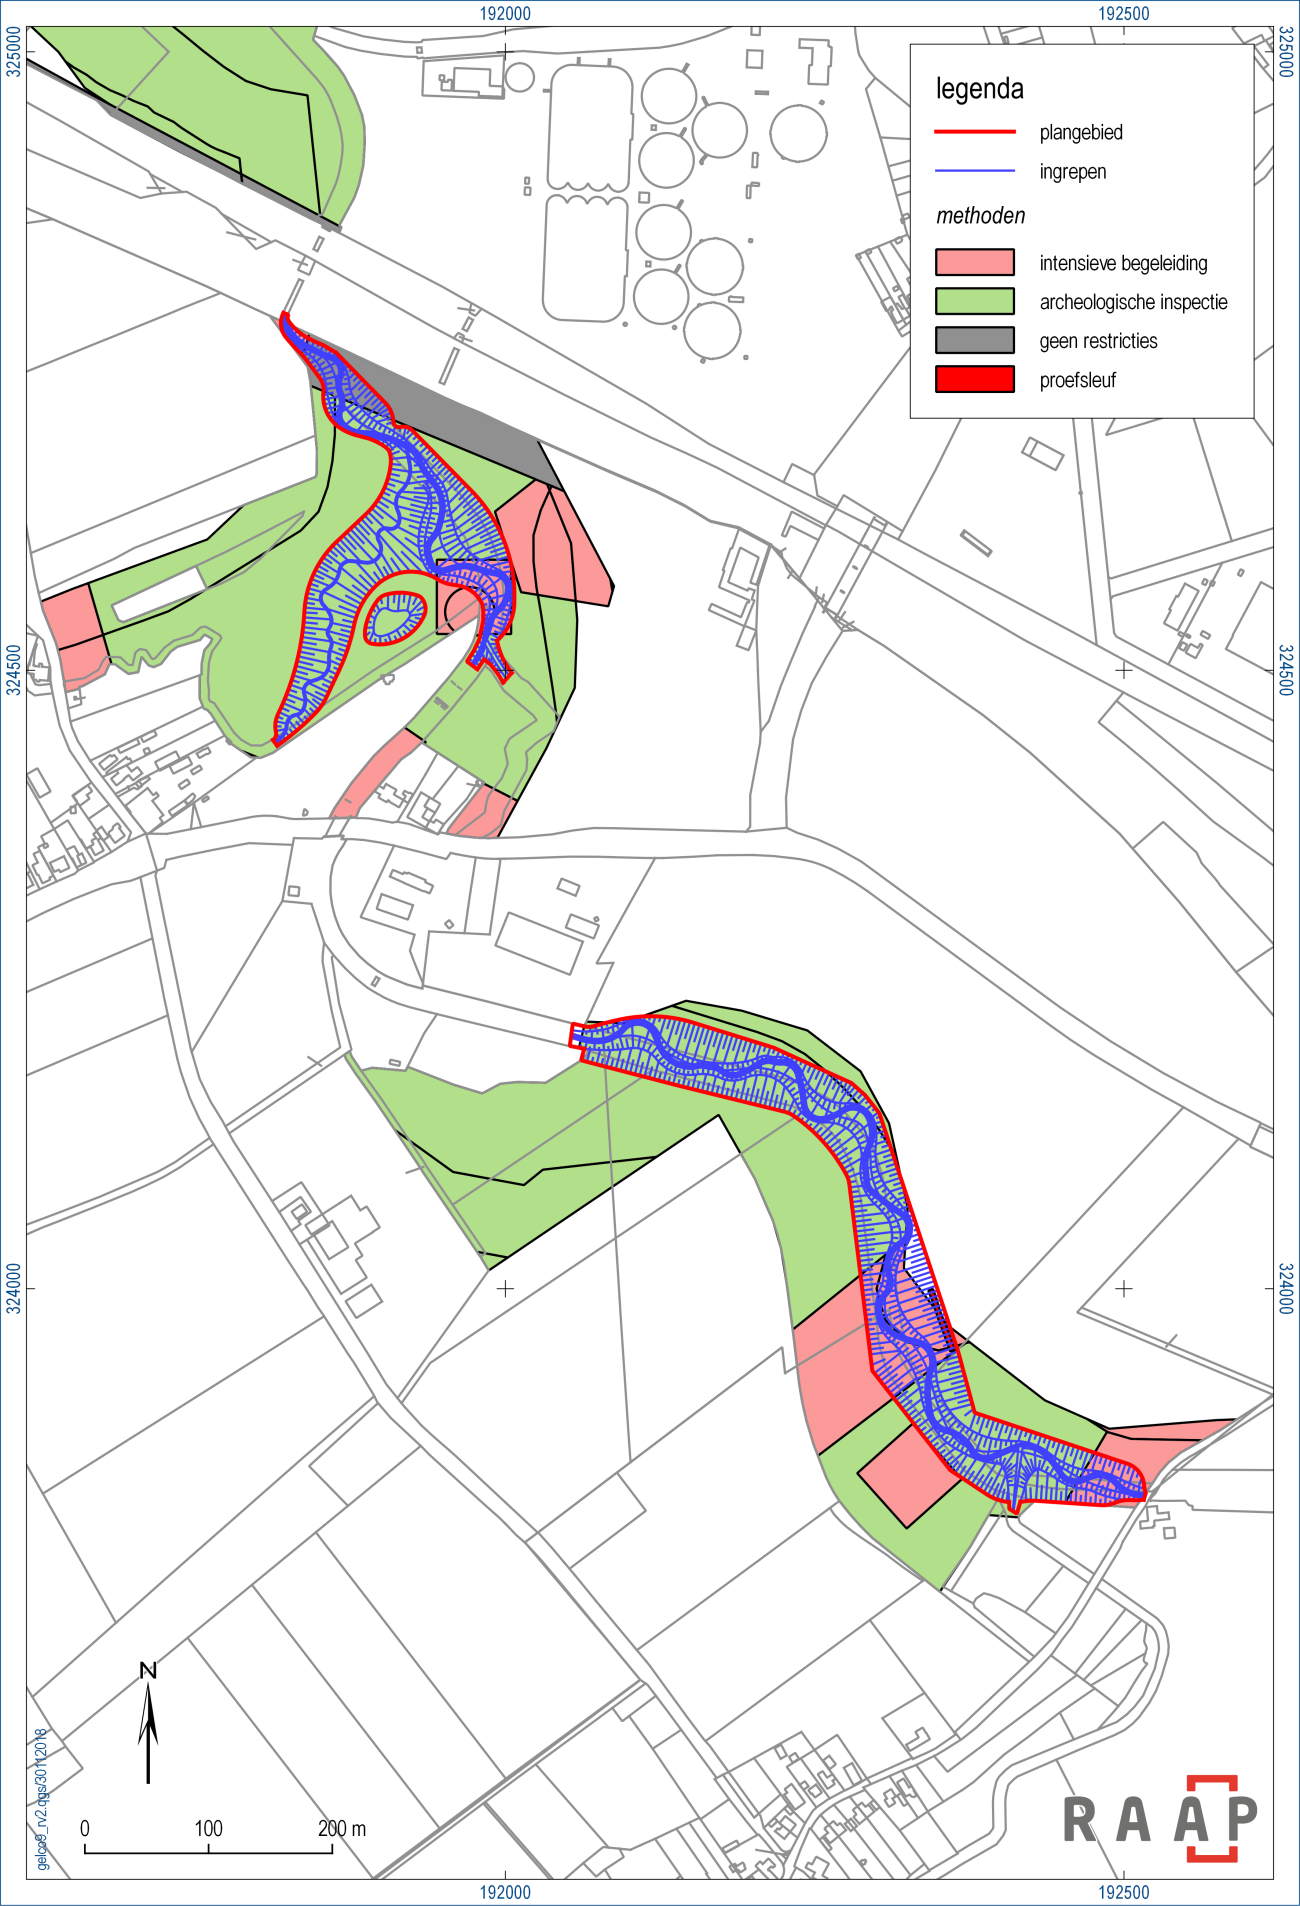 192000 192500
325000 325000
legenda
plangebied
ingrepen
methoden
intensieve begeleiding
archeologische inspectie
geen restricties
proefsleuf
324500 324500
324000 324000
N
gelca9_rv2.qgs/30112018
0 100 200 m
RAAP
192000 192500